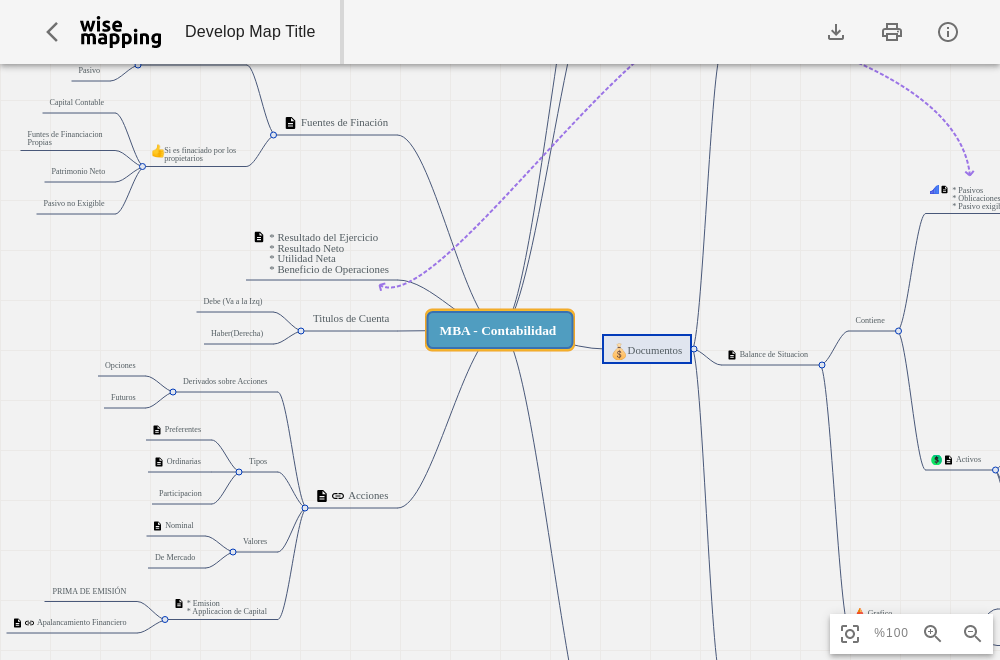 wise mapping
Develop Map Title
Pasivo
Capital Contable
Funtes de Financiacion
Propias
Patrimonio Neto
Pasivo no Exigible
Si es finaciado por los
propietarios
Fuentes de Finación
* Resultado del Ejercicio
* Resultado Neto
* Utilidad Neta
* Beneficio de Operaciones
Debe (Va a la Izq)
Haber(Derecha)
Titulos de Cuenta
MBA - Contabilidad
Documentos
Balance de Situacion
Contiene
* Pasivos
* Oblicaciones
* Pasivo exigib
Activos
Opciones
Futuros
Derivados sobre Acciones
Preferentes
Ordinarias
Participacion
Tipos
Acciones
Nominal
De Mercado
Valores
PRIMA DE EMISIÓN
Apalancamiento Financiero
* Emision
* Applicacion de Capital
Grafico
%100